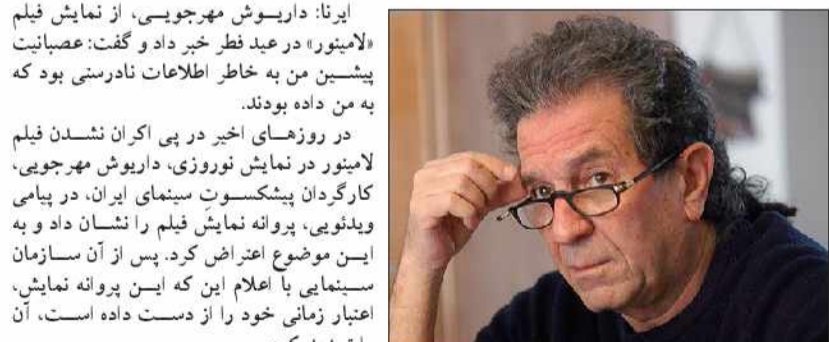 ایرنا: داریوش مهرجویی، از نمایش فیلم
«لامینور» در عید فطر خبر داد و گفت: عصبانیت
پیشین من به خاطر اطلاعات نادرستی بود که
به من داده بودند.
در روزهای اخیر در پی اکران نشدن فیلم
لامینور در نمایش نوروزی، داریوش مهرجویی،
کارگردان پیشکسوتِ سینمای ایران، در پیامی
ویدئویی، پروانه نمایش فیلم را نشان داد و به
این موضوع اعتراض کرد. پس از آن سازمان
سینمایی با اعلام این که این پروانه نمایش،
اعتبار زمانی خود را از دست داده است، آن